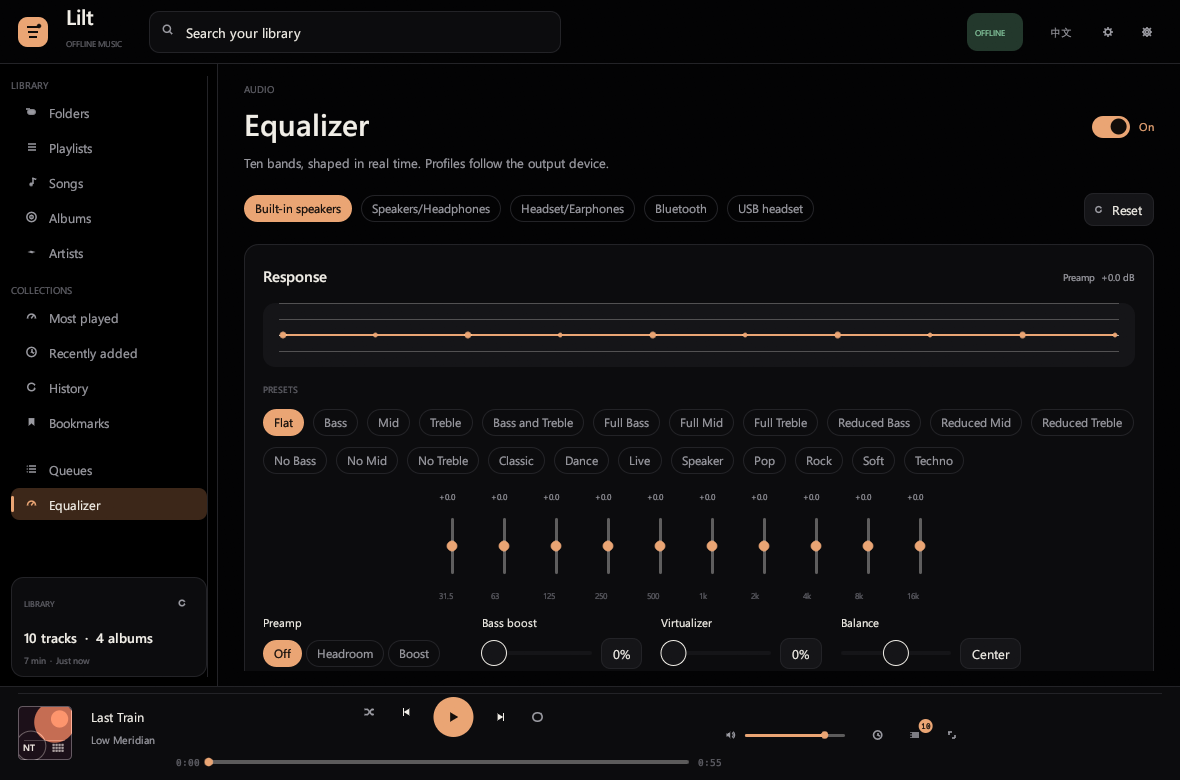 Lilt
OFFLINE MUSIC
Search your library
OFFLINE
中文
LIBRARY
Folders
Playlists
Songs
Albums
Artists
COLLECTIONS
Most played
Recently added
History
Bookmarks
Queues
Equalizer
LIBRARY
10 tracks · 4 albums
7 min · Just now
AUDIO
Equalizer
On
Ten bands, shaped in real time. Profiles follow the output device.
Built-in speakers Speakers/Headphones Headset/Earphones Bluetooth USB headset Reset
Response Preamp +0.0 dB
PRESETS
Flat Bass Mid Treble Bass and Treble Full Bass Full Mid Full Treble Reduced Bass Reduced Mid Reduced Treble
No Bass No Mid No Treble Classic Dance Live Speaker Pop Rock Soft Techno
+0.0 +0.0 +0.0 +0.0 +0.0 +0.0 +0.0 +0.0 +0.0 +0.0
31.5 63 125 250 500 1k 2k 4k 8k 16k
Preamp Bass boost Virtualizer Balance
Off Headroom Boost 0% 0% Center
NT
Last Train
Low Meridian
0:00 0:55
10